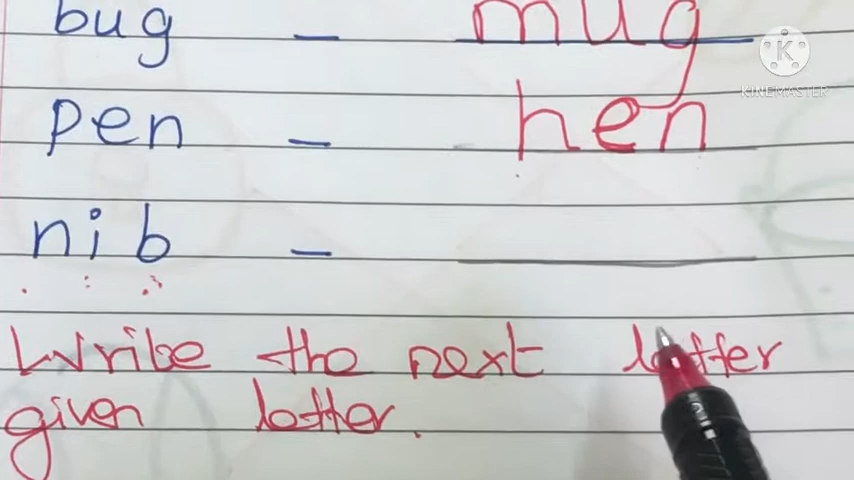 bug - mug
pen - hen
nib -
Write the next letter
given letter.
KINEMASTER